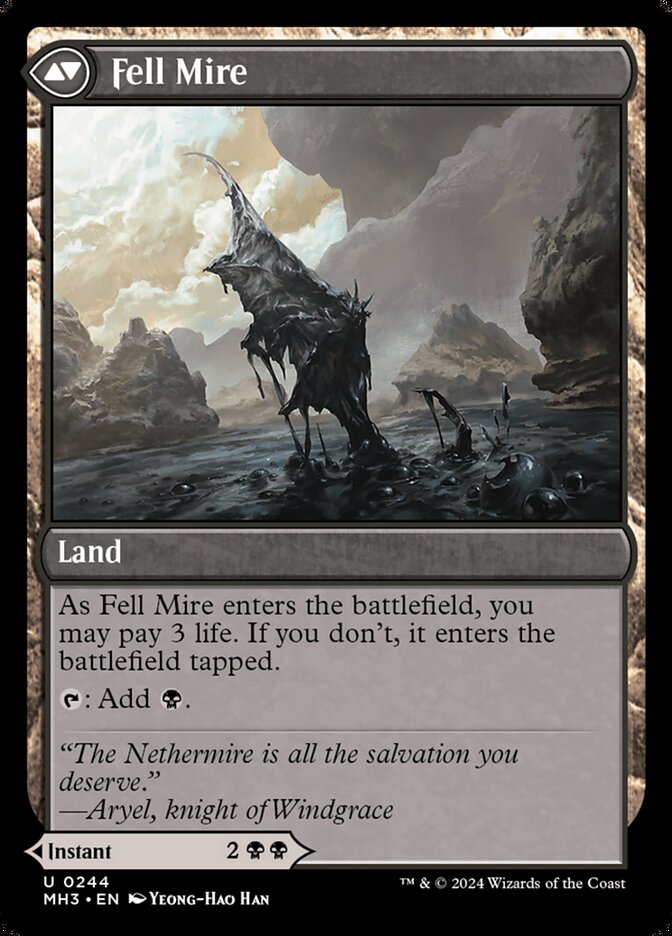 Fell Mire
Land
As Fell Mire enters the battlefield, you
may pay 3 life. If you don't, it enters the
battlefield tapped.
: Add .
“The Nethermire is all the salvation you
deserve.”
—Aryel, knight of Windgrace
Instant 2
U 0244
MH3 • EN Yeong-Hao Han
™ & © 2024 Wizards of the Coast